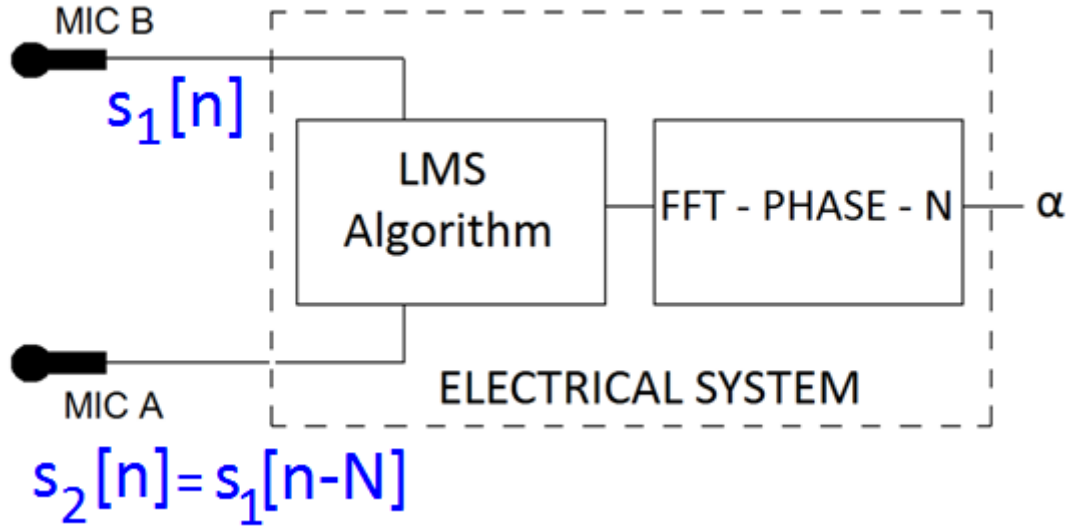 MIC B
s₁[n]
LMS
Algorithm
FFT - PHASE - N
α
ELECTRICAL SYSTEM
MIC A
s₂[n]=s₁[n-N]